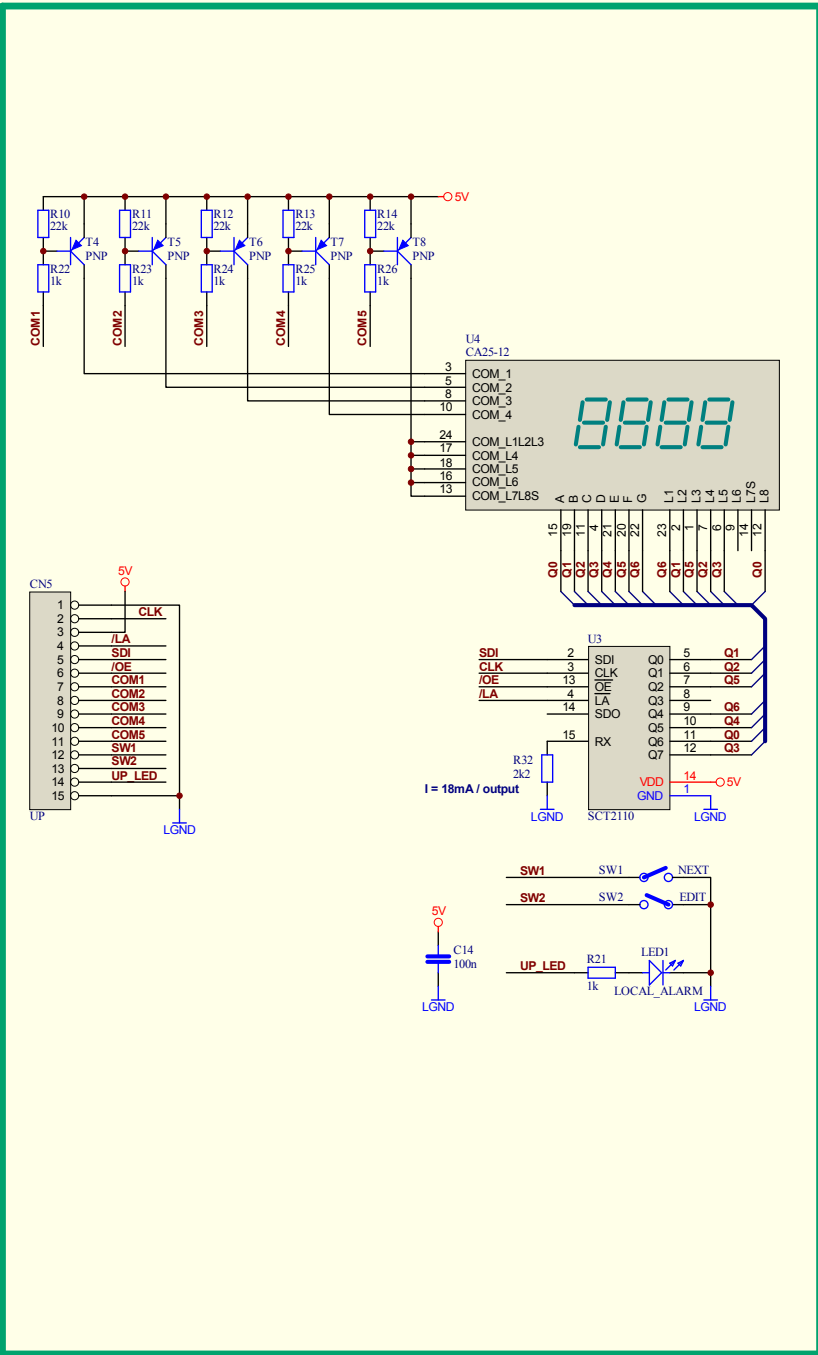 5V
R10
22k
R11
22k
R12
22k
R13
22k
R14
22k
T4
PNP
T5
PNP
T6
PNP
T7
PNP
T8
PNP
R22
1k
R23
1k
R24
1k
R25
1k
R26
1k
COM1
COM2
COM3
COM4
COM5
U4
CA25-12
3 COM_1
5 COM_2
8 COM_3
10 COM_4
24 COM_L1L2L3
17 COM_L4
18 COM_L5
16 COM_L6
13 COM_L7L8S
8888
A B C D E F G L1 L2 L3 L4 L5 L6 L7S L8
15 19 11 4 21 20 22 23 2 1 7 6 9 14 12
Q0 Q1 Q2 Q3 Q4 Q5 Q6 Q6 Q1 Q5 Q2 Q3 Q0
5V
CN5
1
2 CLK
3
4 /LA
5 SDI
6 /OE
7 COM1
8 COM2
9 COM3
10 COM4
11 COM5
12 SW1
13 SW2
14 UP_LED
15
UP
LGND
U3
SDI 2 SDI Q0 5 Q1
CLK 3 CLK Q1 6 Q2
/OE 13 OE Q2 7 Q5
/LA 4 LA Q3 8
14 SDO Q4 9 Q6
Q5 10 Q4
15 RX Q6 11 Q0
Q7 12 Q3
R32
2k2
I = 18mA / output
VDD 14 5V
GND 1
LGND
SCT2110
LGND
SW1 SW1 NEXT
SW2 SW2 EDIT
5V
C14
100n
LGND
UP_LED R21 LED1
1k LOCAL_ALARM
LGND